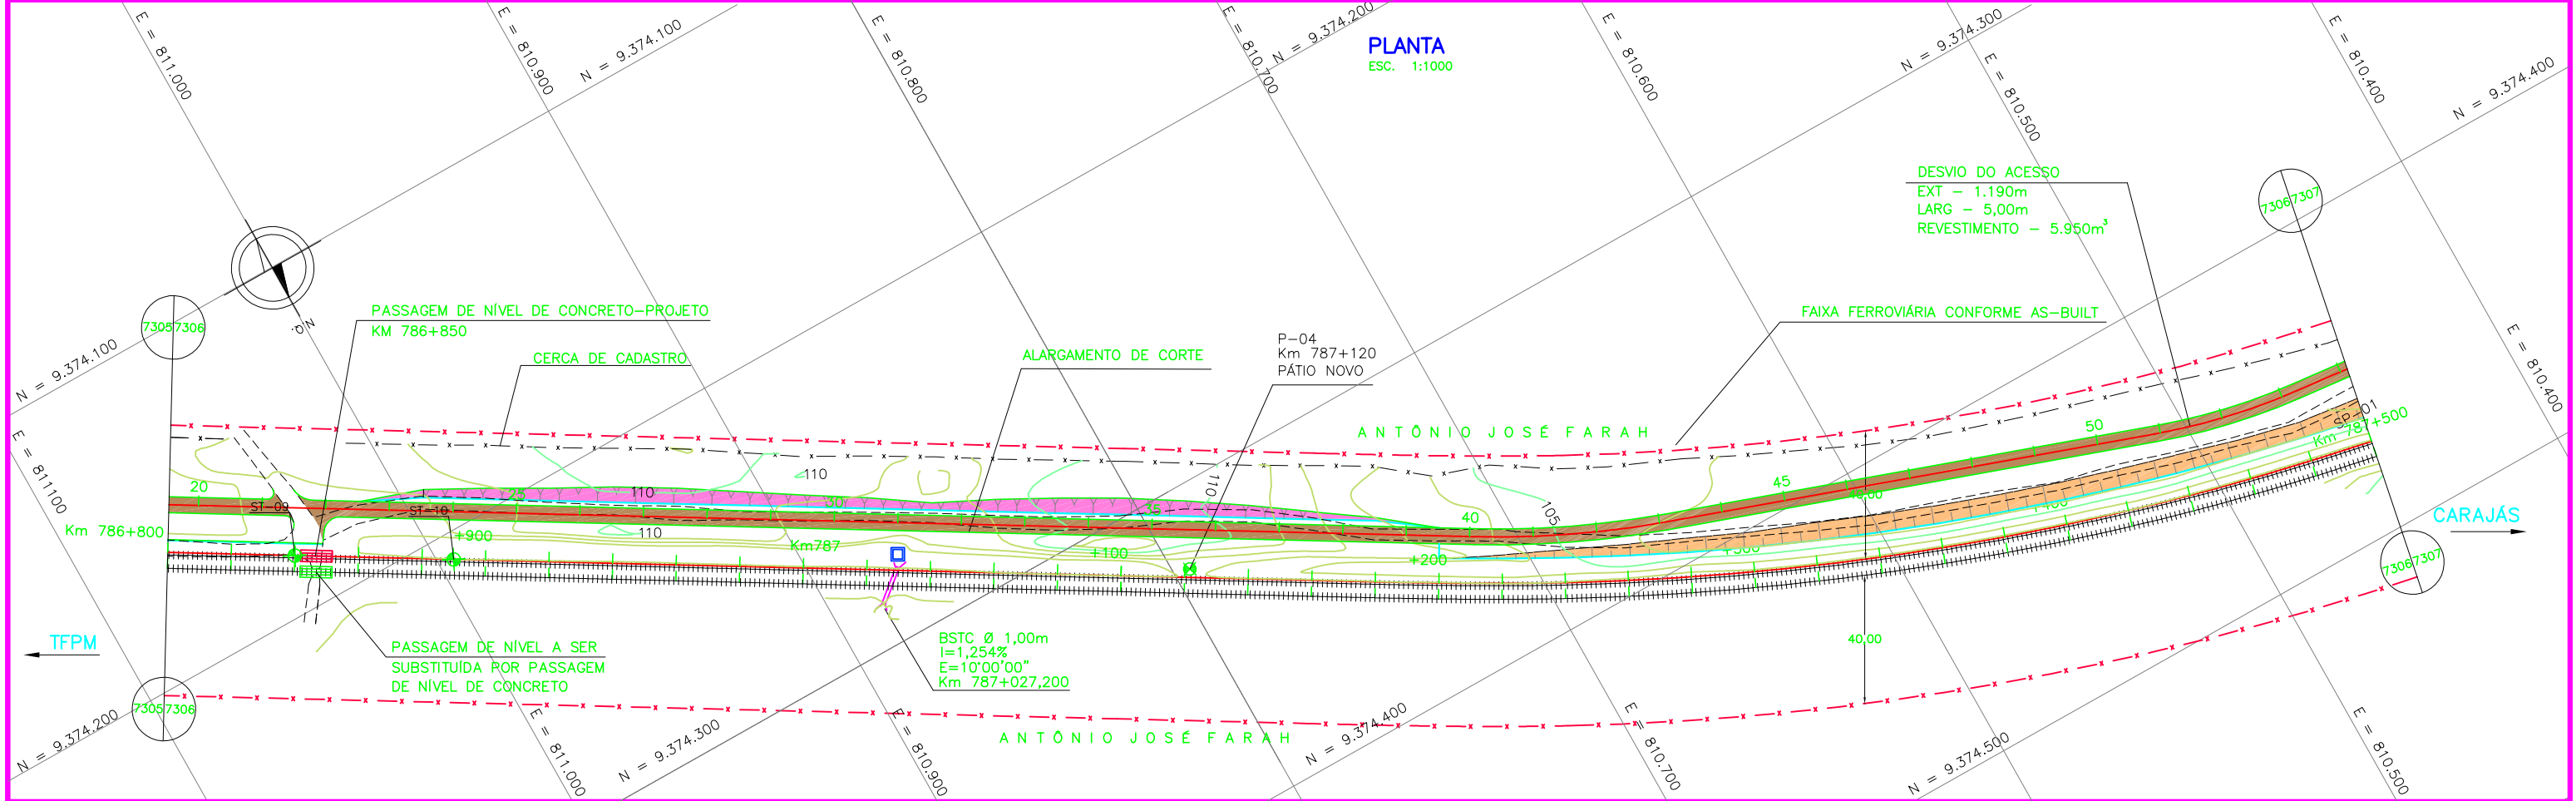 E = 811.000
E = 810.900
N = 9.374.100
E = 810.800
E = 810.700
N = 9.374.200
PLANTA
ESC. 1:1000
E = 810.600
N = 9.374.300
E = 810.500
E = 810.400
N = 9.374.400
DESVIO DO ACESSO
EXT - 1.190m
LARG - 5,00m
REVESTIMENTO - 5.950m³
7306 7307
N.Q.
PASSAGEM DE NÍVEL DE CONCRETO-PROJETO
KM 786+850
7305 7306
N = 9.374.100
CERCA DE CADASTRO
ALARGAMENTO DE CORTE
P-04
Km 787+120
PÁTIO NOVO
FAIXA FERROVIÁRIA CONFORME AS-BUILT
E = 810.400
ANTÔNIO JOSÉ FARAH
E = 811100
20
25
110
110
30
110
35
40
105
45
50
40.00
SP-01
Km 787+500
ST-09
ST-10
Km 786+800
+900
110
Km787
+100
+200
+300
+400
CARAJÁS
7306 7307
TFPM
PASSAGEM DE NÍVEL A SER
SUBSTITUÍDA POR PASSAGEM
DE NÍVEL DE CONCRETO
BSTC Ø 1,00m
I=1,254%
E=10°00'00"
Km 787+027,200
40.00
7305 7306
N = 9.374.200
E = 811.000
N = 9.374.300
E = 810.900
ANTÔNIO JOSÉ FARAH
N = 9.374.400
E = 810.700
N = 9.374.500
E = 810.500